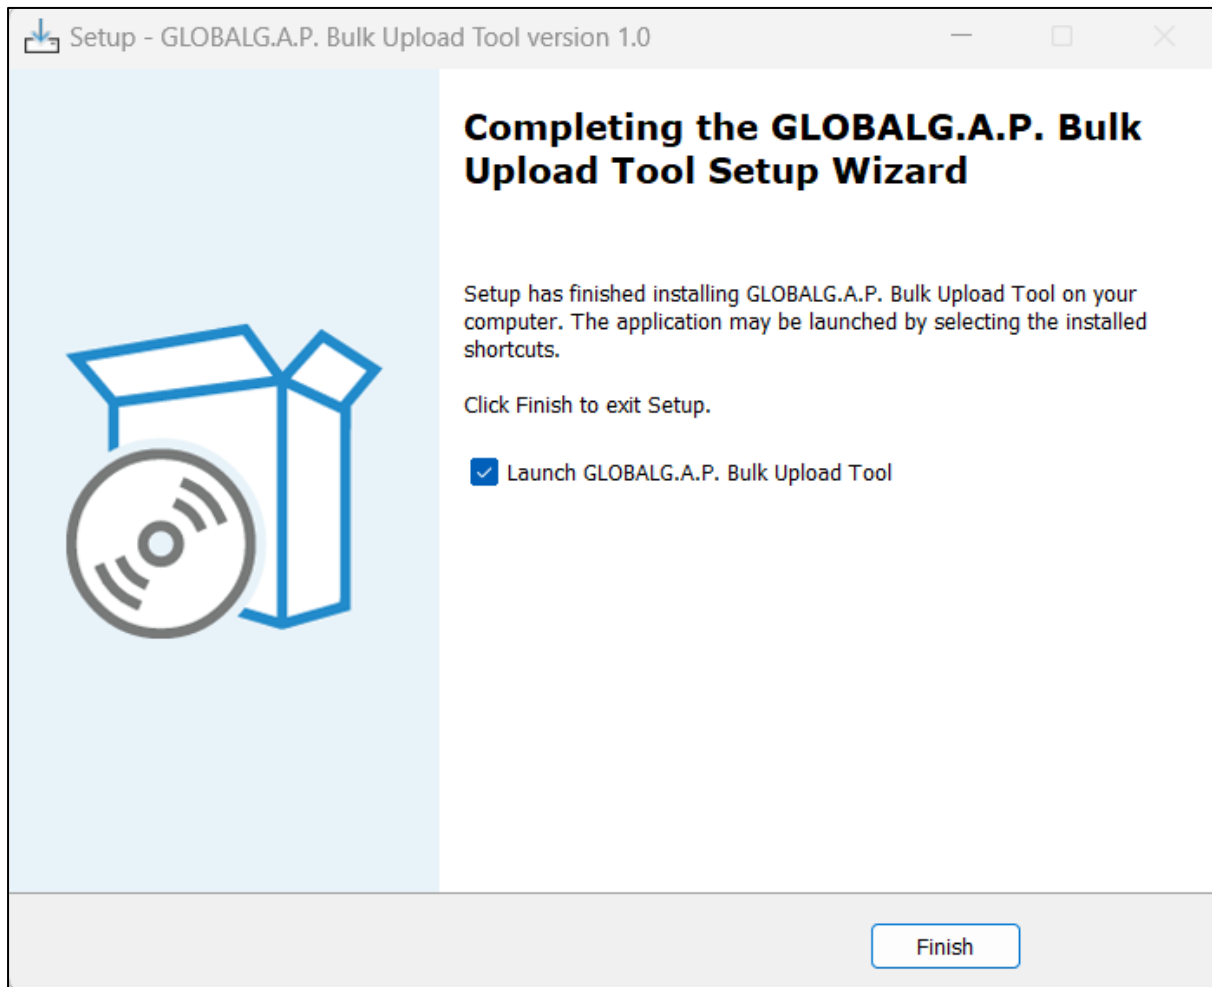 Setup - GLOBALG.A.P. Bulk Upload Tool version 1.0
Completing the GLOBALG.A.P. Bulk
Upload Tool Setup Wizard
Setup has finished installing GLOBALG.A.P. Bulk Upload Tool on your
computer. The application may be launched by selecting the installed
shortcuts.
Click Finish to exit Setup.
Launch GLOBALG.A.P. Bulk Upload Tool
Finish